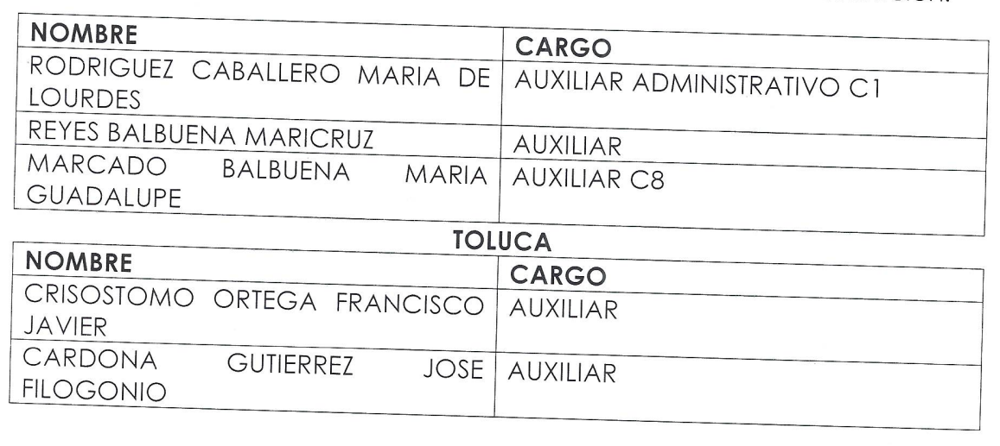 NOMBRE CARGO
RODRIGUEZ CABALLERO MARIA DE AUXILIAR ADMINISTRATIVO C1
LOURDES
REYES BALBUENA MARICRUZ AUXILIAR
MARCADO BALBUENA MARIA AUXILIAR C8
GUADALUPE
TOLUCA
NOMBRE CARGO
CRISOSTOMO ORTEGA FRANCISCO AUXILIAR
JAVIER
CARDONA GUTIERREZ JOSE AUXILIAR
FILOGONIO